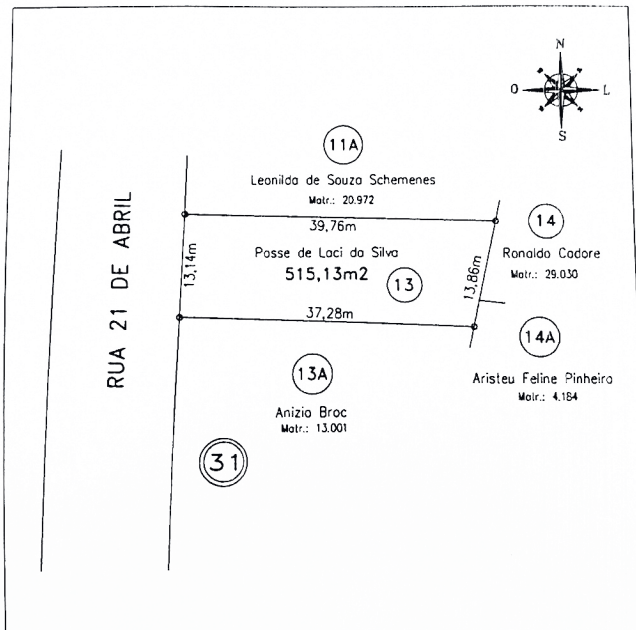 N
O L
S
11A
Leonilda de Souza Schemenes
Matr.: 20.972
39,76m
14
Ronaldo Cadore
Matr.: 29.030
RUA 21 DE ABRIL
13,14m
Posse de Laci da Silva
515,13m2
13
13,86m
37,28m
14A
Aristeu Feline Pinheiro
Matr.: 4.184
13A
Anizio Broc
Matr.: 13.001
31